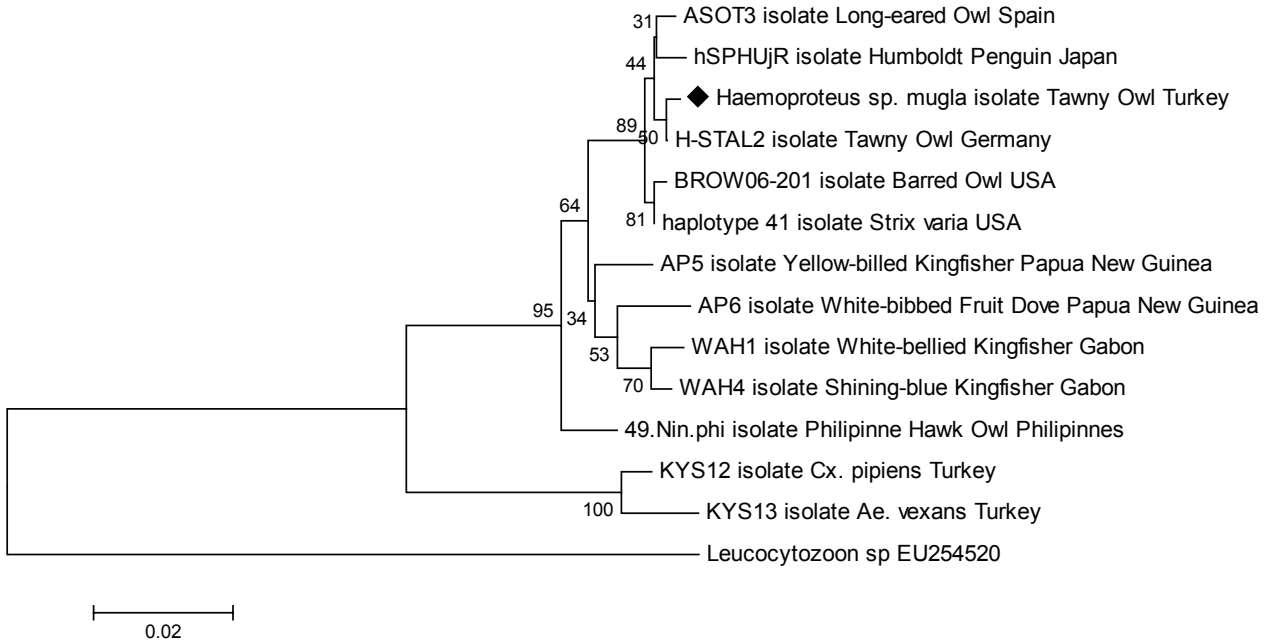 31
ASOT3 isolate Long-eared Owl Spain
hSPHUjR isolate Humboldt Penguin Japan
44
Haemoproteus sp. mugla isolate Tawny Owl Turkey
89
50
H-STAL2 isolate Tawny Owl Germany
BROW06-201 isolate Barred Owl USA
64
81
haplotype 41 isolate Strix varia USA
AP5 isolate Yellow-billed Kingfisher Papua New Guinea
95
34
AP6 isolate White-bibbed Fruit Dove Papua New Guinea
53
WAH1 isolate White-bellied Kingfisher Gabon
70
WAH4 isolate Shining-blue Kingfisher Gabon
49.Nin.phi isolate Philipinne Hawk Owl Philipinnes
KYS12 isolate Cx. pipiens Turkey
100
KYS13 isolate Ae. vexans Turkey
Leucocytozoon sp EU254520
0.02